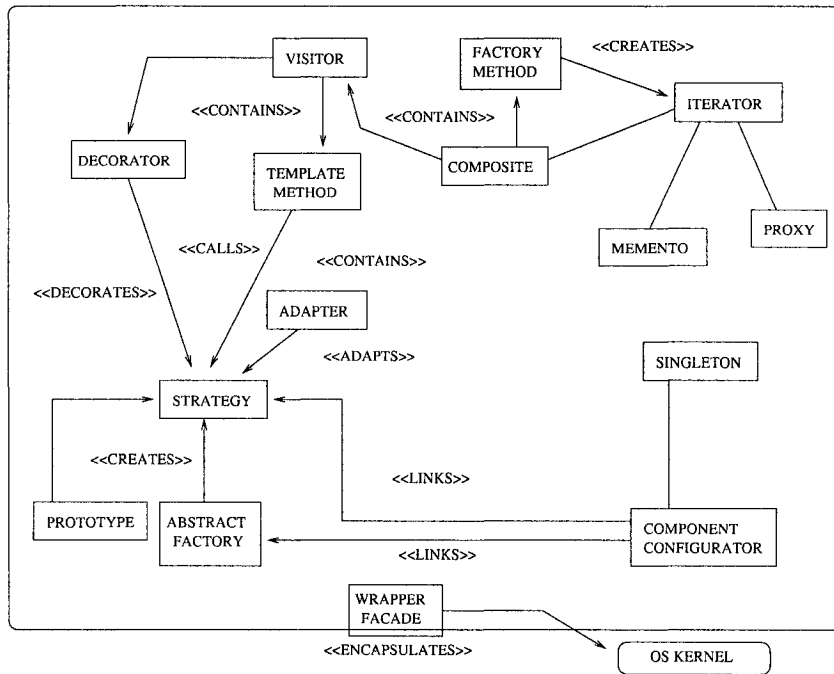 VISITOR
FACTORY
METHOD
<<CREATES>>
ITERATOR
<<CONTAINS>>
<<CONTAINS>>
DECORATOR
TEMPLATE
METHOD
COMPOSITE
MEMENTO
PROXY
<<CALLS>>
<<CONTAINS>>
<<DECORATES>>
ADAPTER
<<ADAPTS>>
SINGLETON
STRATEGY
<<CREATES>>
<<LINKS>>
PROTOTYPE
ABSTRACT
FACTORY
COMPONENT
CONFIGURATOR
<<LINKS>>
WRAPPER
FACADE
<<ENCAPSULATES>>
OS KERNEL